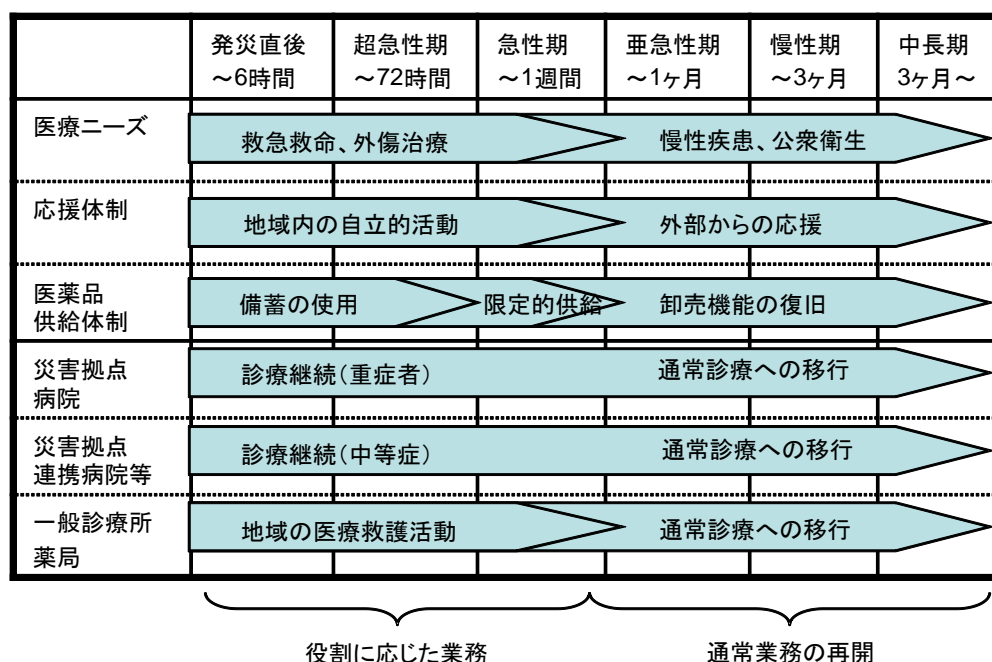 発災直後
～6時間
超急性期
～72時間
急性期
～1週間
亜急性期
～1ヶ月
慢性期
～3ヶ月
中長期
3ヶ月～
医療ニーズ
救急救命、外傷治療
慢性疾患、公衆衛生
応援体制
地域内の自立的活動
外部からの応援
医薬品
供給体制
備蓄の使用
限定的供給
卸売機能の復旧
災害拠点
病院
診療継続(重症者)
通常診療への移行
災害拠点
連携病院等
診療継続(中等症)
通常診療への移行
一般診療所
薬局
地域の医療救護活動
通常診療への移行
役割に応じた業務
通常業務の再開